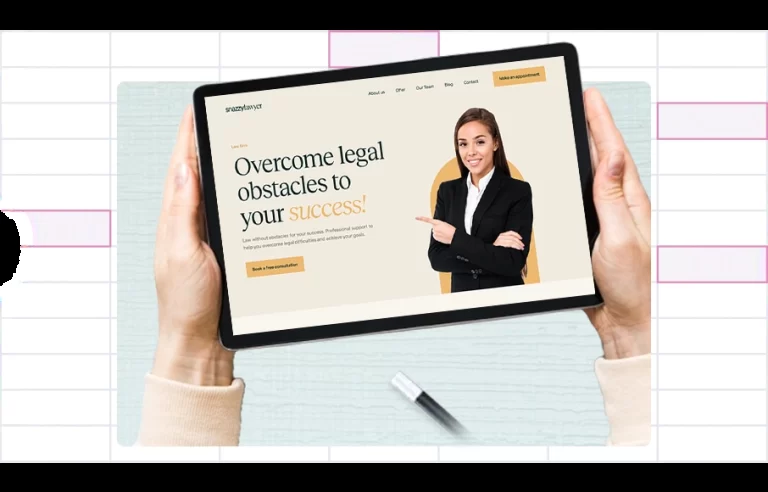 snazzylawyer
About us Offer Our Team Blog Contact Make an appointment
Law firm
Overcome legal
obstacles to
your success!
Law without sentences for your success. Professional support to
help you overcome legal difficulties and achieve your goals.
Book a free consultation